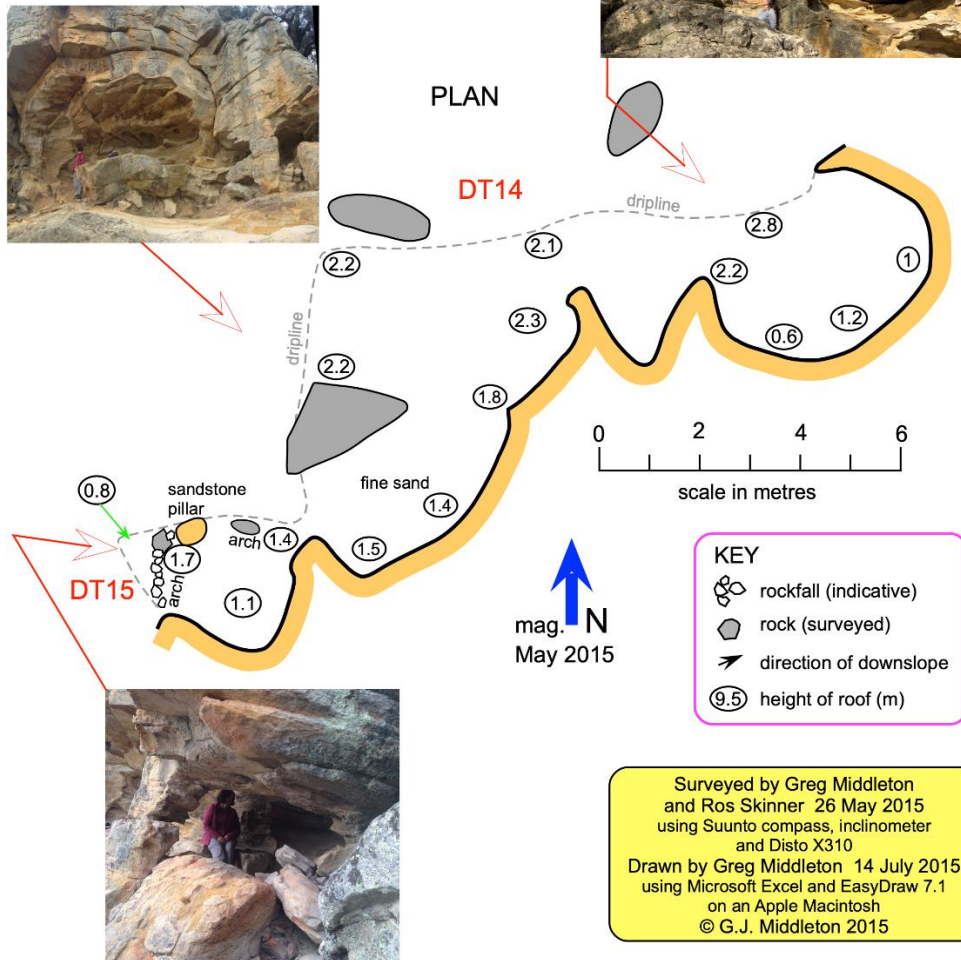 PLAN
DT14
dripline
2.8
2.1
2.2
2.2
1
2.3
1.2
0.6
dripline
2.2
1.8
0 2 4 6
scale in metres
0.8
sandstone
pillar
fine sand
1.4
arch
1.4
1.7
1.5
DT15
arch
1.1
mag. N
May 2015
KEY
rockfall (indicative)
rock (surveyed)
direction of downslope
9.5 height of roof (m)
Surveyed by Greg Middleton
and Ros Skinner 26 May 2015
using Suunto compass, inclinometer
and Disto X310
Drawn by Greg Middleton 14 July 2015
using Microsoft Excel and EasyDraw 7.1
on an Apple Macintosh
© G.J. Middleton 2015